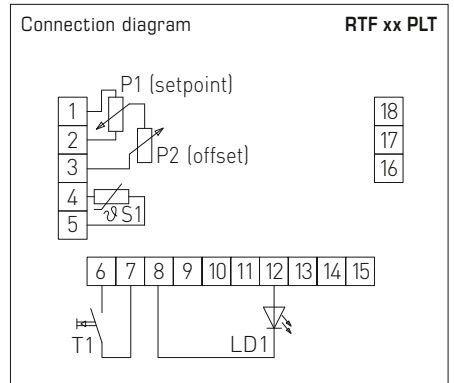 Connection diagram RTF xx PLT
P1 (setpoint)
1
2
3
4
5
P2 (offset)
ϑ S1
18
17
16
6 7 8 9 10 11 12 13 14 15
T1
LD1